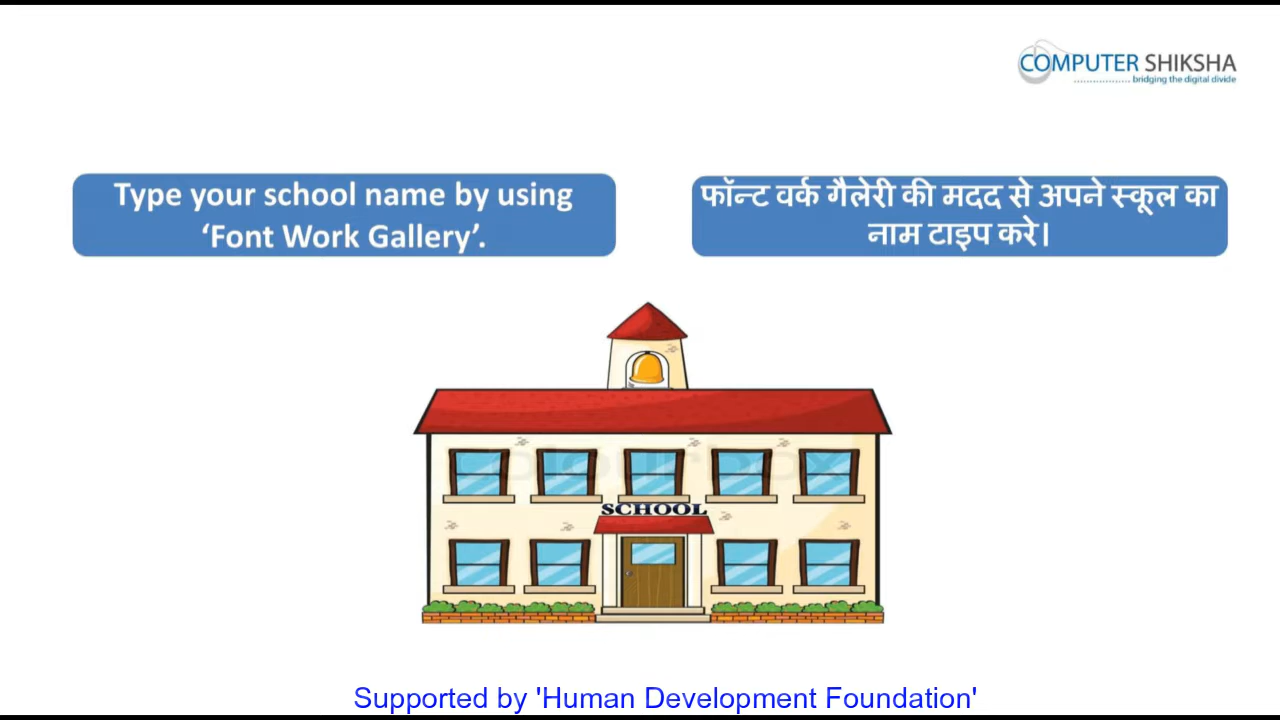 COMPUTER SHIKSHA
bridging the digital divide
Type your school name by using
‘Font Work Gallery’.
फॉन्ट वर्क गैलेरी की मदद से अपने स्कूल का
नाम टाइप करे।
colourbox
SCHOOL
Supported by 'Human Development Foundation'